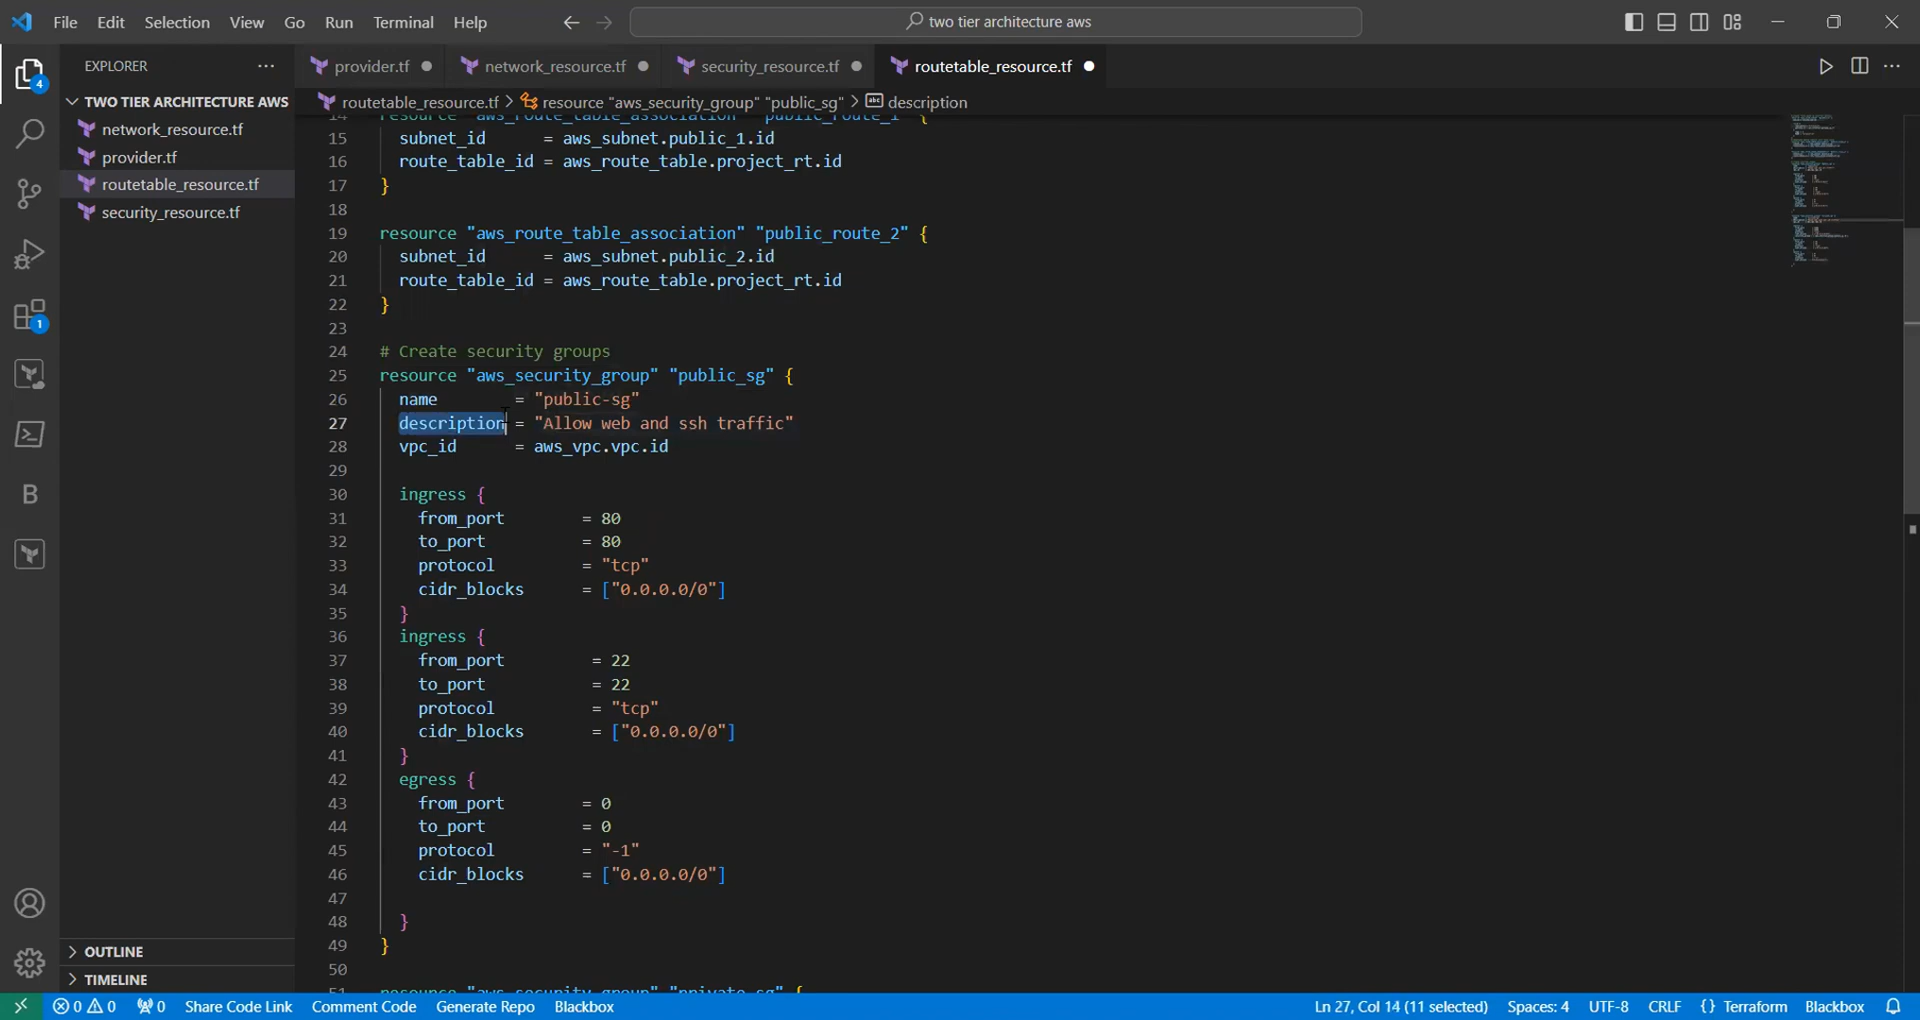 File Edit Selection View Go Run Terminal Help
two tier architecture aws
EXPLORER
provider.tf
network_resource.tf
security_resource.tf
routetable_resource.tf
TWO TIER ARCHITECTURE AWS
routetable_resource.tf > resource "aws_security_group" "public_sg" > abc description
network_resource.tf
provider.tf
routetable_resource.tf
security_resource.tf
4
1
B
14 resource "aws_route_table_association" "public_route_1" {
15 subnet_id = aws_subnet.public_1.id
16 route_table_id = aws_route_table.project_rt.id
17 }
18
19 resource "aws_route_table_association" "public_route_2" {
20 subnet_id = aws_subnet.public_2.id
21 route_table_id = aws_route_table.project_rt.id
22 }
23
24 # Create security groups
25 resource "aws_security_group" "public_sg" {
26 name = "public-sg"
27 description = "Allow web and ssh traffic"
28 vpc_id = aws_vpc.vpc.id
29
30 ingress {
31 from_port = 80
32 to_port = 80
33 protocol = "tcp"
34 cidr_blocks = ["0.0.0.0/0"]
35 }
36 ingress {
37 from_port = 22
38 to_port = 22
39 protocol = "tcp"
40 cidr_blocks = ["0.0.0.0/0"]
41 }
42 egress {
43 from_port = 0
44 to_port = 0
45 protocol = "-1"
46 cidr_blocks = ["0.0.0.0/0"]
47
48 }
49 }
50
51 resource "aws_security_group" "private_sg" {
OUTLINE
TIMELINE
0 0 0 Share Code Link Comment Code Generate Repo Blackbox
Ln 27, Col 14 (11 selected) Spaces: 4 UTF-8 CRLF {} Terraform Blackbox